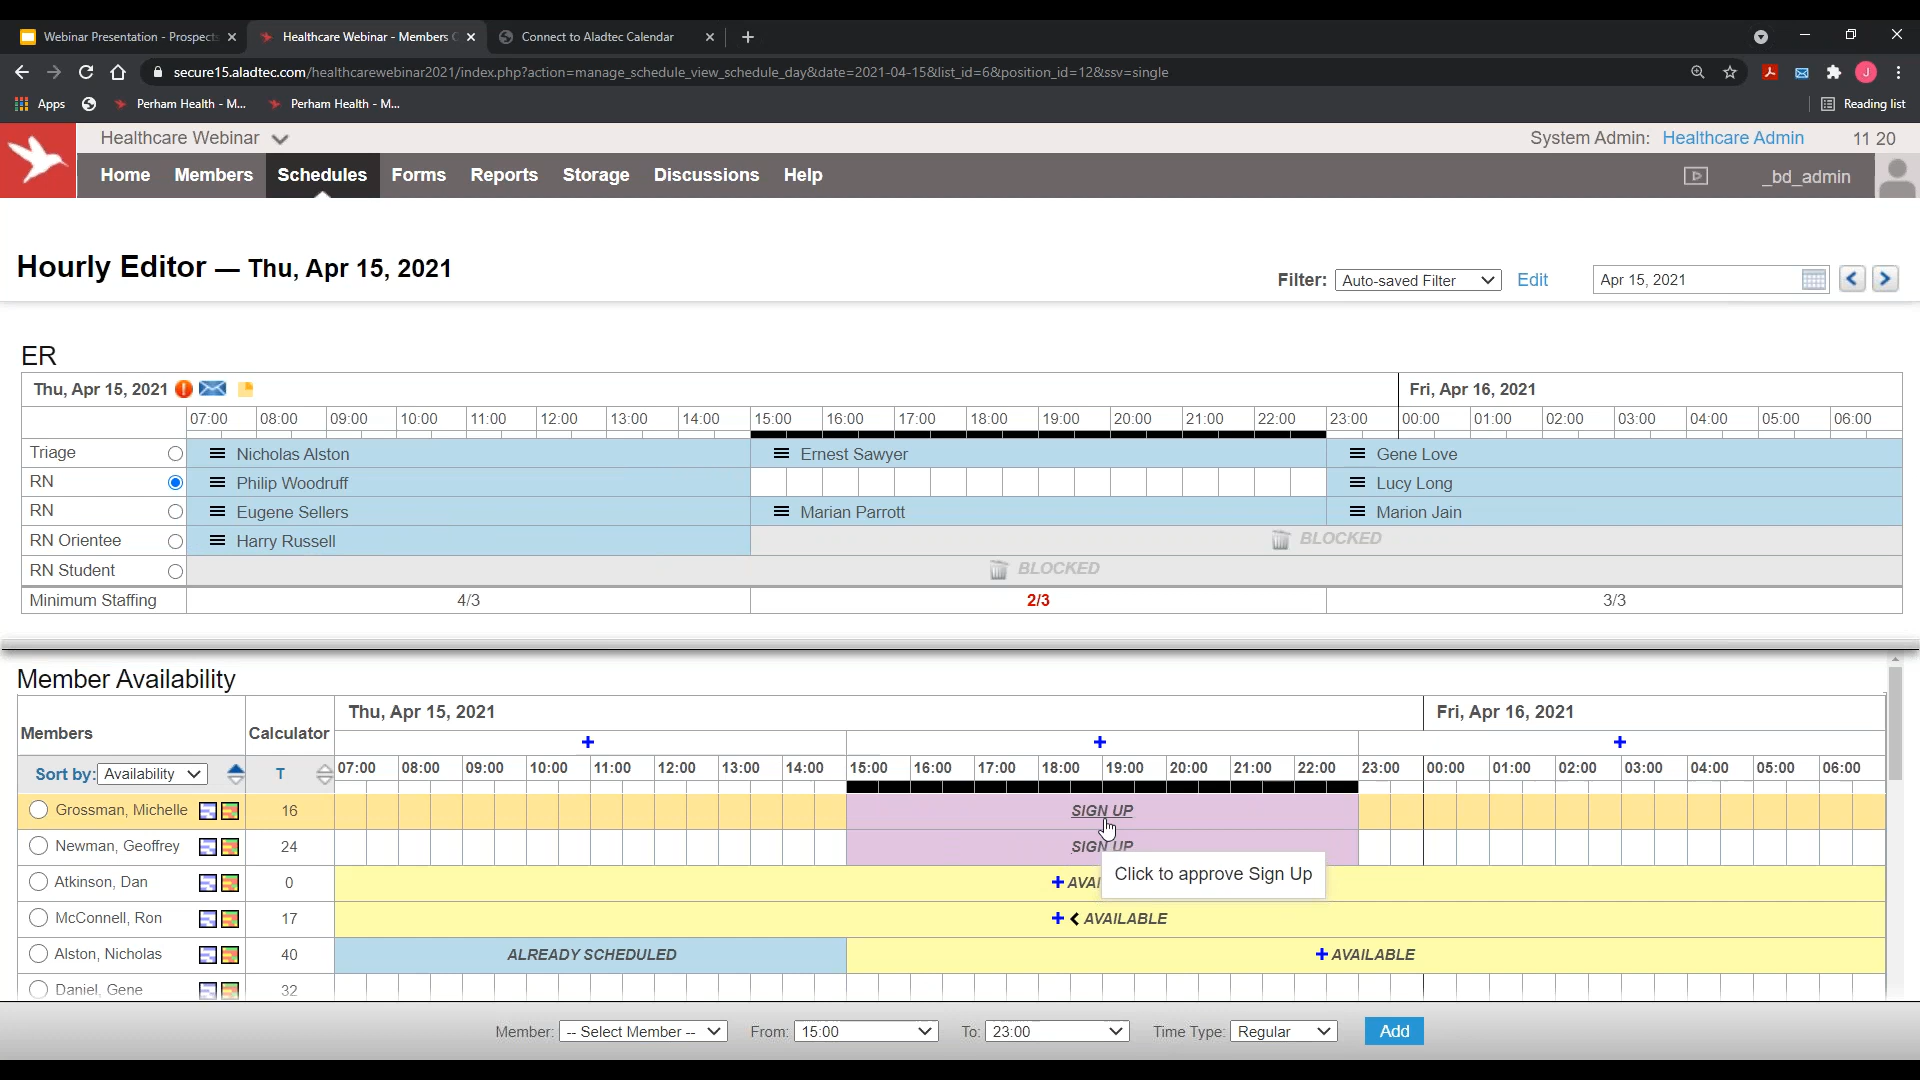 Webinar Presentation - Prospects
Healthcare Webinar - Members
Connect to Aladtec Calendar
secure15.aladtec.com/healthcarewebinar2021/index.php?action=manage_schedule_view_schedule_day&date=2021-04-15&list_id=6&position_id=12&ssv=single
J
Apps
Perham Health - M...
Perham Health - M...
Reading list
Healthcare Webinar
System Admin: Healthcare Admin
11 20
Home Members Schedules Forms Reports Storage Discussions Help
_bd_admin
Hourly Editor — Thu, Apr 15, 2021
Filter: Auto-saved Filter Edit
Apr 15, 2021
ER
Thu, Apr 15, 2021 Fri, Apr 16, 2021
07:00 08:00 09:00 10:00 11:00 12:00 13:00 14:00 15:00 16:00 17:00 18:00 19:00 20:00 21:00 22:00 23:00 00:00 01:00 02:00 03:00 04:00 05:00 06:00
Triage Nicholas Alston Ernest Sawyer Gene Love
RN Philip Woodruff Lucy Long
RN Eugene Sellers Marian Parrott Marion Jain
RN Orientee Harry Russell BLOCKED
RN Student BLOCKED
Minimum Staffing 4/3 2/3 3/3
Member Availability
Members Calculator Thu, Apr 15, 2021 Fri, Apr 16, 2021
+ + +
Sort by: Availability T 07:00 08:00 09:00 10:00 11:00 12:00 13:00 14:00 15:00 16:00 17:00 18:00 19:00 20:00 21:00 22:00 23:00 00:00 01:00 02:00 03:00 04:00 05:00 06:00
Grossman, Michelle 16 SIGN UP
Newman, Geoffrey 24 SIGN UP
Atkinson, Dan 0 + AVAI
Click to approve Sign Up
McConnell, Ron 17 + < AVAILABLE
Alston, Nicholas 40 ALREADY SCHEDULED + AVAILABLE
Daniel, Gene 32
Member: -- Select Member -- From: 15:00 To: 23:00 Time Type: Regular Add